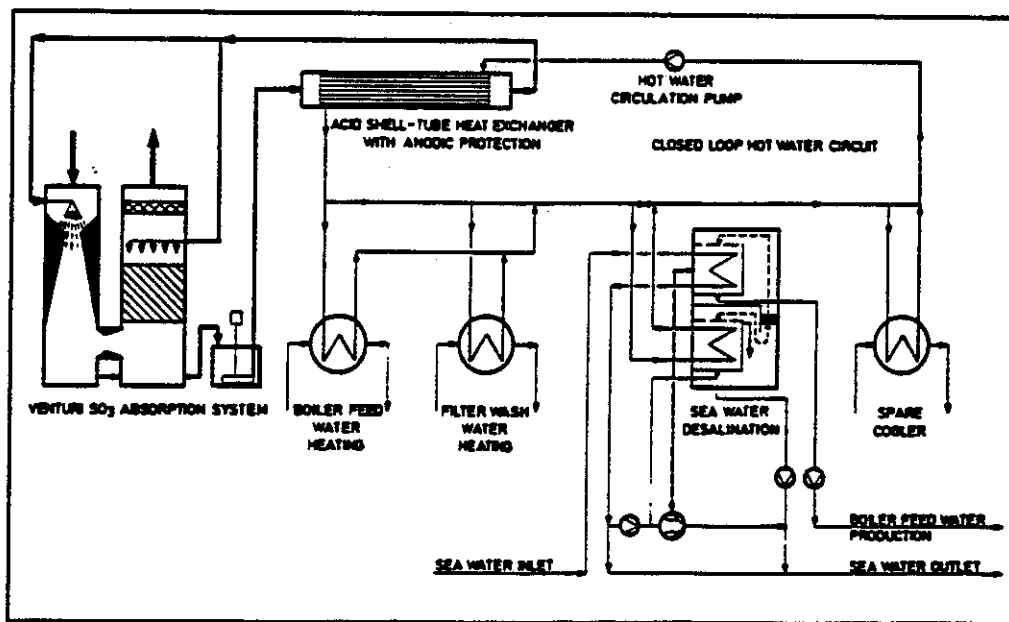 HOT WATER
CIRCULATION PUMP
ACID SHELL-TUBE HEAT EXCHANGER
WITH ANODIC PROTECTION
CLOSED LOOP HOT WATER CIRCUIT
VENTURI SO3 ABSORPTION SYSTEM
BOILER FEED
WATER
HEATING
FILTER WASH
WATER
HEATING
SEA WATER
DESALINATION
SPARE
COOLER
BOILER FEED WATER
PRODUCTION
SEA WATER INLET
SEA WATER OUTLET